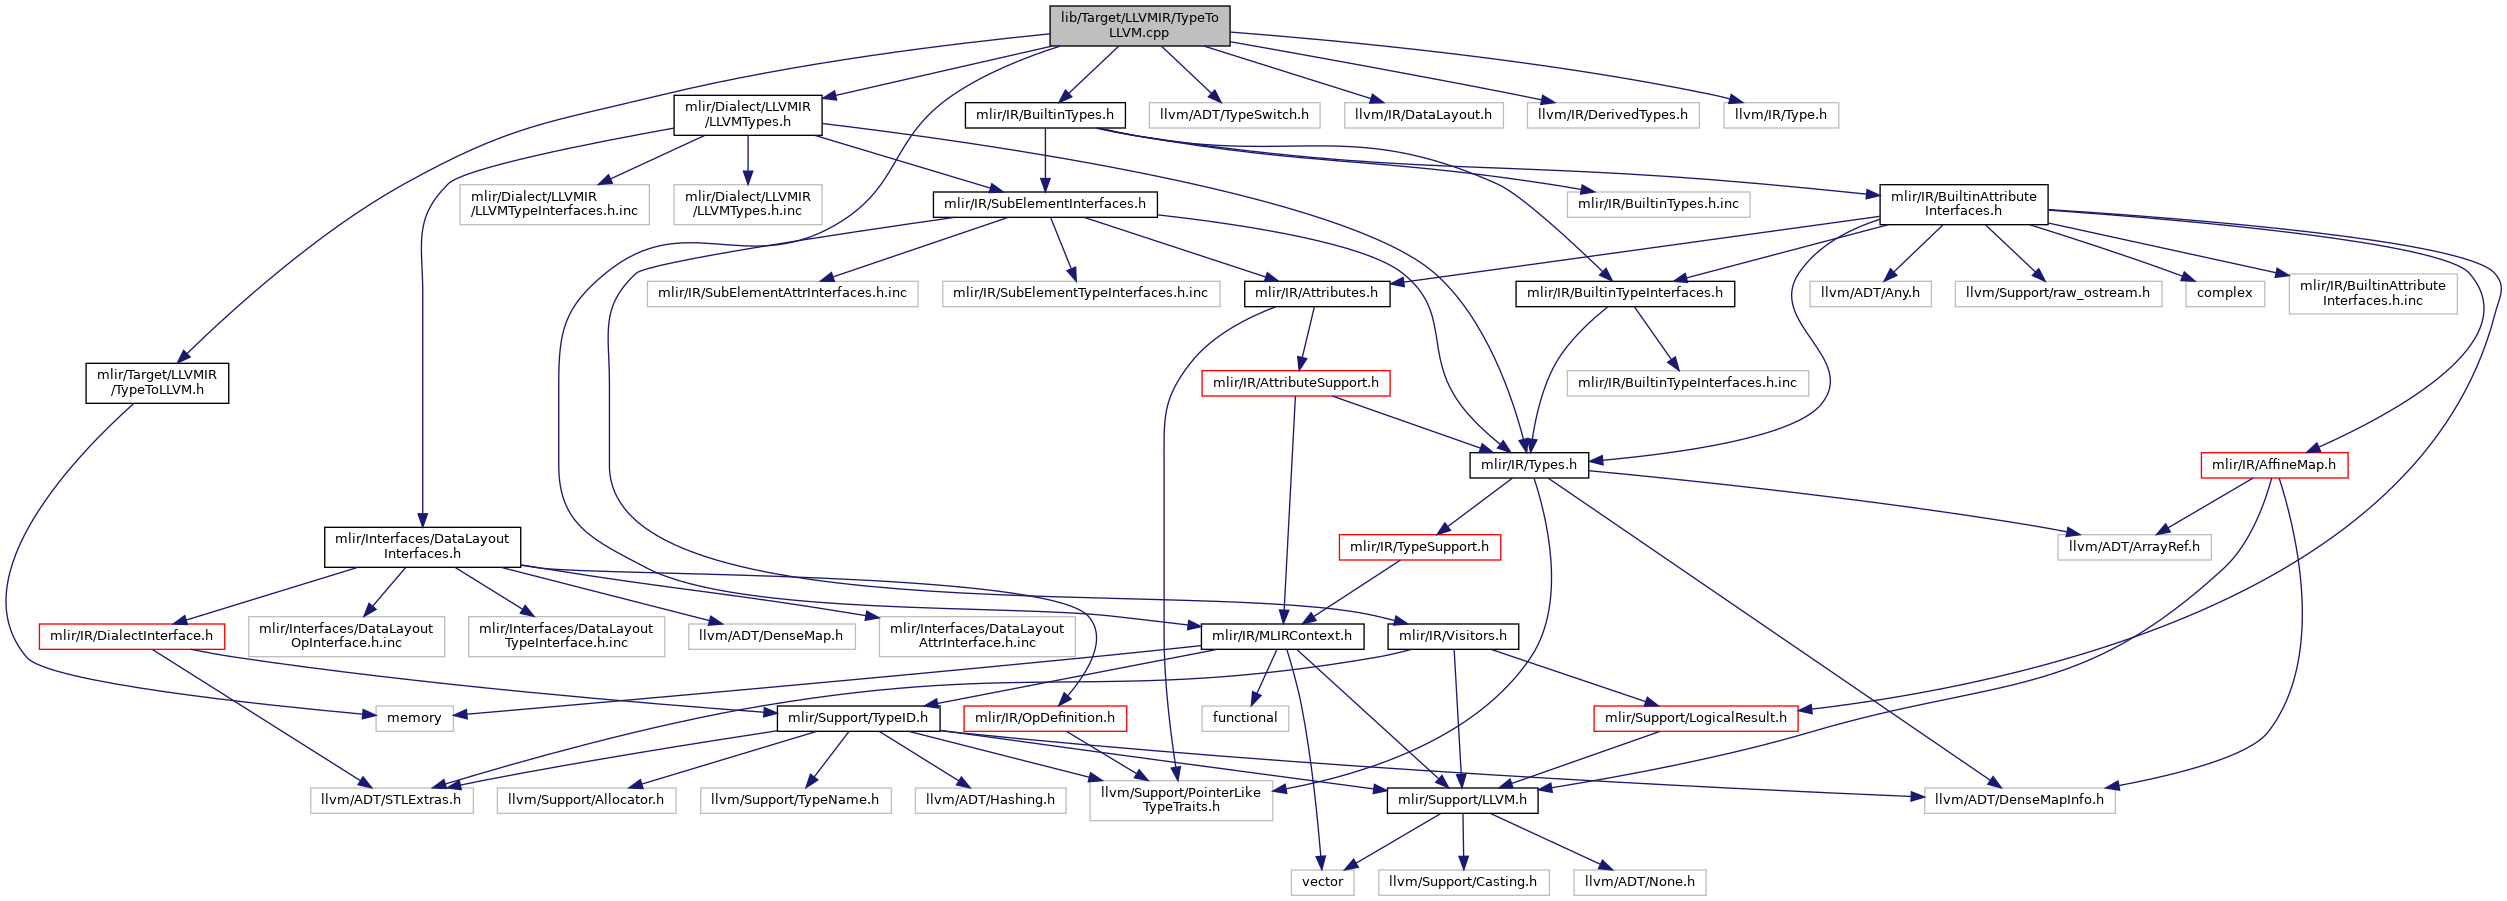 lib/Target/LLVMIR/TypeTo
LLVM.cpp
mlir/Dialect/LLVMIR
/LLVMTypes.h
mlir/IR/BuiltinTypes.h
llvm/ADT/TypeSwitch.h
llvm/IR/DataLayout.h
llvm/IR/DerivedTypes.h
llvm/IR/Type.h
mlir/Dialect/LLVMIR
/LLVMTypeInterfaces.h.inc
mlir/Dialect/LLVMIR
/LLVMTypes.h.inc
mlir/IR/SubElementInterfaces.h
mlir/IR/BuiltinTypes.h.inc
mlir/IR/BuiltinAttribute
Interfaces.h
mlir/IR/SubElementAttrInterfaces.h.inc
mlir/IR/SubElementTypeInterfaces.h.inc
mlir/IR/Attributes.h
mlir/IR/BuiltinTypeInterfaces.h
llvm/ADT/Any.h
llvm/Support/raw_ostream.h
complex
mlir/IR/BuiltinAttribute
Interfaces.h.inc
mlir/Target/LLVMIR
/TypeToLLVM.h
mlir/IR/AttributeSupport.h
mlir/IR/BuiltinTypeInterfaces.h.inc
mlir/IR/Types.h
mlir/IR/AffineMap.h
mlir/Interfaces/DataLayout
Interfaces.h
mlir/IR/TypeSupport.h
llvm/ADT/ArrayRef.h
mlir/IR/DialectInterface.h
mlir/Interfaces/DataLayout
OpInterface.h.inc
mlir/Interfaces/DataLayout
TypeInterface.h.inc
llvm/ADT/DenseMap.h
mlir/Interfaces/DataLayout
AttrInterface.h.inc
mlir/IR/MLIRContext.h
mlir/IR/Visitors.h
memory
mlir/Support/TypeID.h
mlir/IR/OpDefinition.h
functional
mlir/Support/LogicalResult.h
llvm/ADT/STLExtras.h
llvm/Support/Allocator.h
llvm/Support/TypeName.h
llvm/ADT/Hashing.h
llvm/Support/PointerLike
TypeTraits.h
mlir/Support/LLVM.h
llvm/ADT/DenseMapInfo.h
vector
llvm/Support/Casting.h
llvm/ADT/None.h